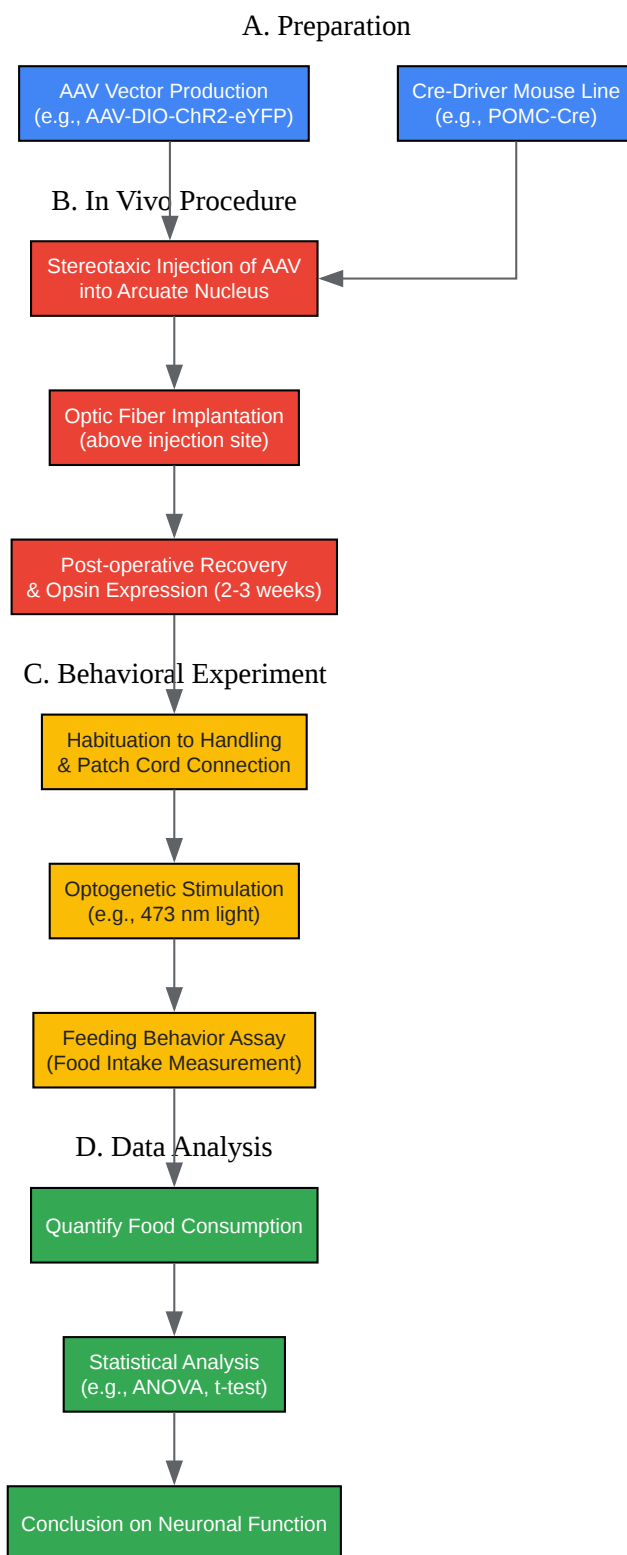 A. Preparation
AAV Vector Production
(e.g., AAV-DIO-ChR2-eYFP)
Cre-Driver Mouse Line
(e.g., POMC-Cre)
B. In Vivo Procedure
Stereotaxic Injection of AAV
into Arcuate Nucleus
Optic Fiber Implantation
(above injection site)
Post-operative Recovery
& Opsin Expression (2-3 weeks)
C. Behavioral Experiment
Habituation to Handling
& Patch Cord Connection
Optogenetic Stimulation
(e.g., 473 nm light)
Feeding Behavior Assay
(Food Intake Measurement)
D. Data Analysis
Quantify Food Consumption
Statistical Analysis
(e.g., ANOVA, t-test)
Conclusion on Neuronal Function